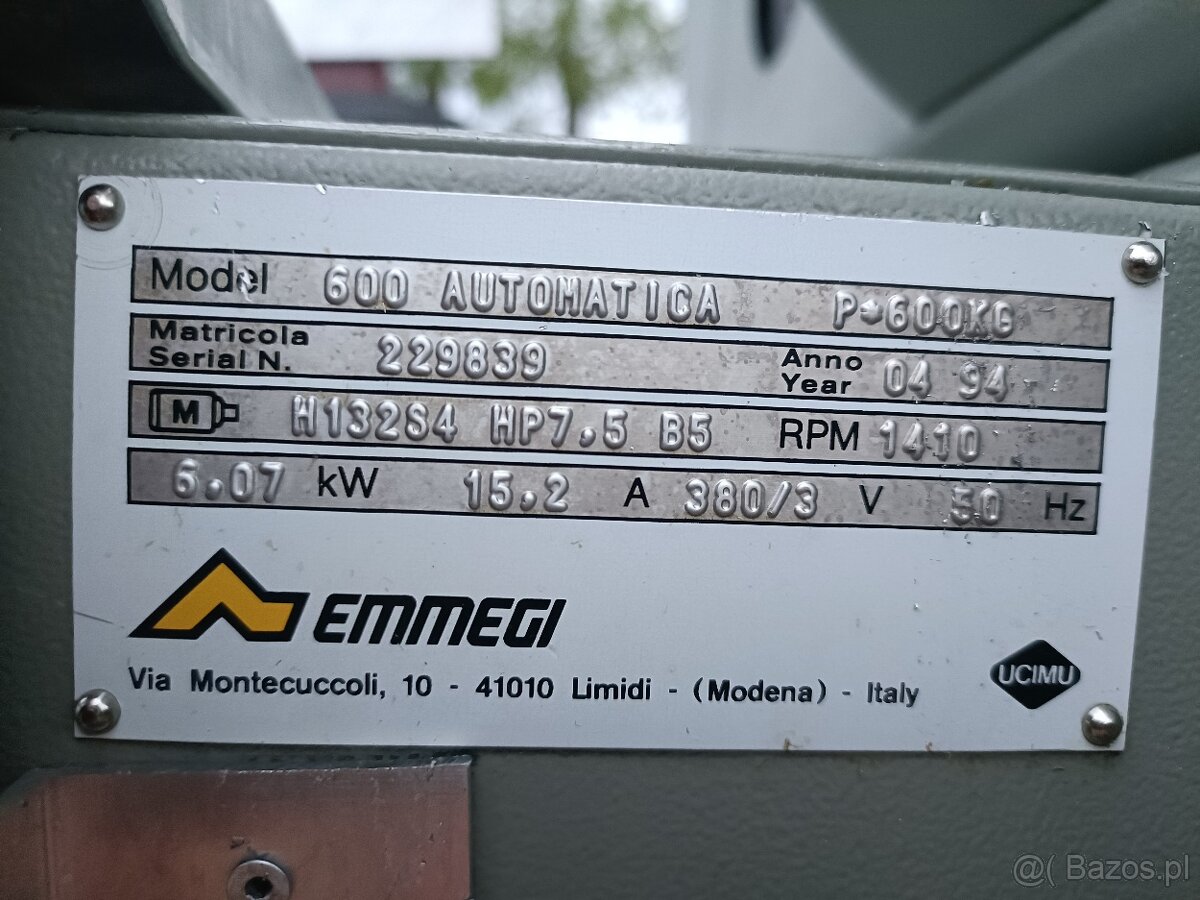 Model 600 AUTOMATICA P*600KG
Matricola
Serial N. 229839
Anno
Year 04 94
M H132S4 HP7.5 B5 RPM 1410
6.07 kW 15.2 A 380/3 V 50 Hz
EMMEGI
Via Montecuccoli, 10 - 41010 Limidi - (Modena) - Italy
UCIMU
@( Bazos.pl